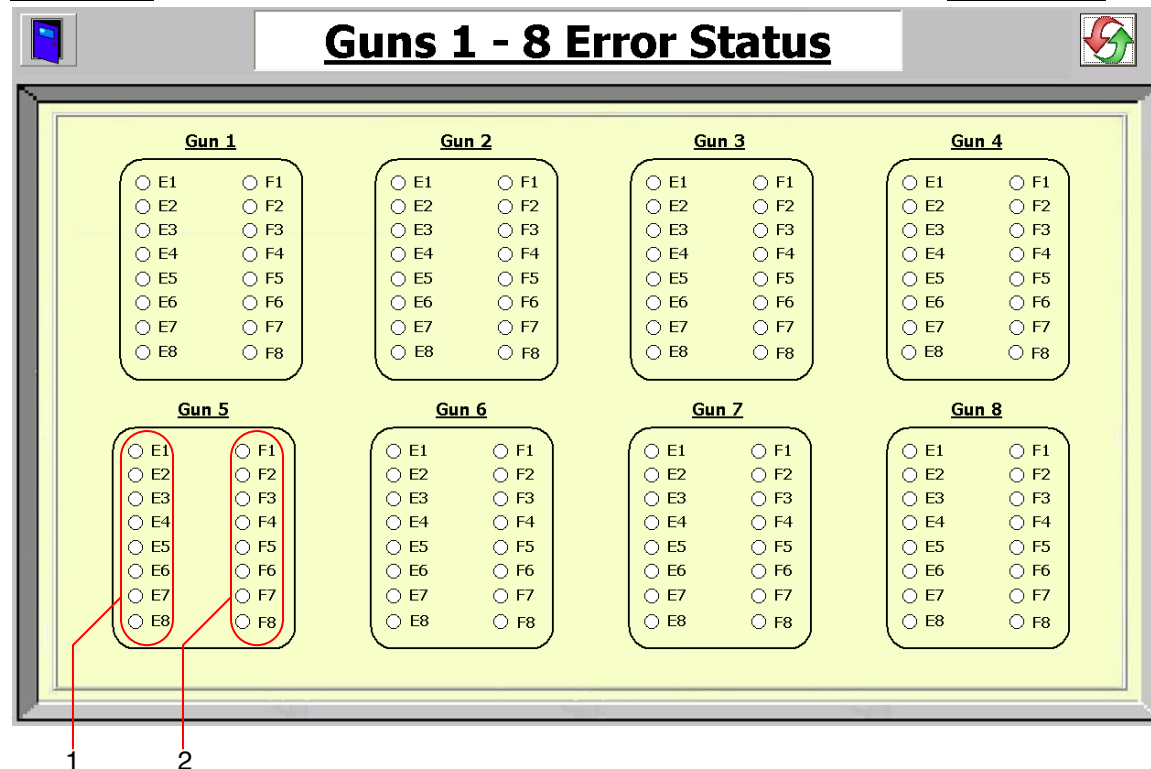 Guns 1 - 8 Error Status
Gun 1 Gun 2 Gun 3 Gun 4
E1 F1 E1 F1 E1 F1 E1 F1
E2 F2 E2 F2 E2 F2 E2 F2
E3 F3 E3 F3 E3 F3 E3 F3
E4 F4 E4 F4 E4 F4 E4 F4
E5 F5 E5 F5 E5 F5 E5 F5
E6 F6 E6 F6 E6 F6 E6 F6
E7 F7 E7 F7 E7 F7 E7 F7
E8 F8 E8 F8 E8 F8 E8 F8
Gun 5 Gun 6 Gun 7 Gun 8
E1 F1 E1 F1 E1 F1 E1 F1
E2 F2 E2 F2 E2 F2 E2 F2
E3 F3 E3 F3 E3 F3 E3 F3
E4 F4 E4 F4 E4 F4 E4 F4
E5 F5 E5 F5 E5 F5 E5 F5
E6 F6 E6 F6 E6 F6 E6 F6
E7 F7 E7 F7 E7 F7 E7 F7
E8 F8 E8 F8 E8 F8 E8 F8
1 2